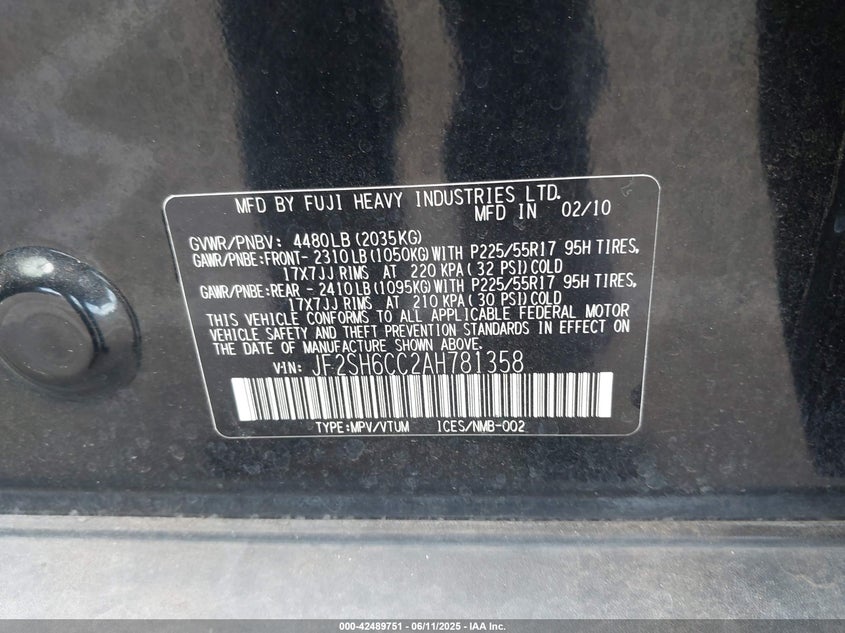 MFD BY FUJI HEAVY INDUSTRIES LTD.
MFD IN 02/10
GVWR/PNBV: 4480LB (2035KG)
GAWR/PNBE:FRONT- 2310LB (1050KG) WITH P225/55R17 95H TIRES,
17X7JJ RIMS AT 220 KPA (32 PSI) COLD
GAWR/PNBE:REAR - 2410LB (1095KG) WITH P225/55R17 95H TIRES,
17X7JJ RIMS AT 210 KPA (30 PSI) COLD
THIS VEHICLE CONFORMS TO ALL APPLICABLE FEDERAL MOTOR
VEHICLE SAFETY AND THEFT PREVENTION STANDARDS IN EFFECT ON
THE DATE OF MANUFACTURE SHOWN ABOVE.
V·I·N: JF2SH6CC2AH781358
TYPE:MPV/VTUM ICES/NMB-002
000-42489751 - 06/11/2025 - IAA Inc.